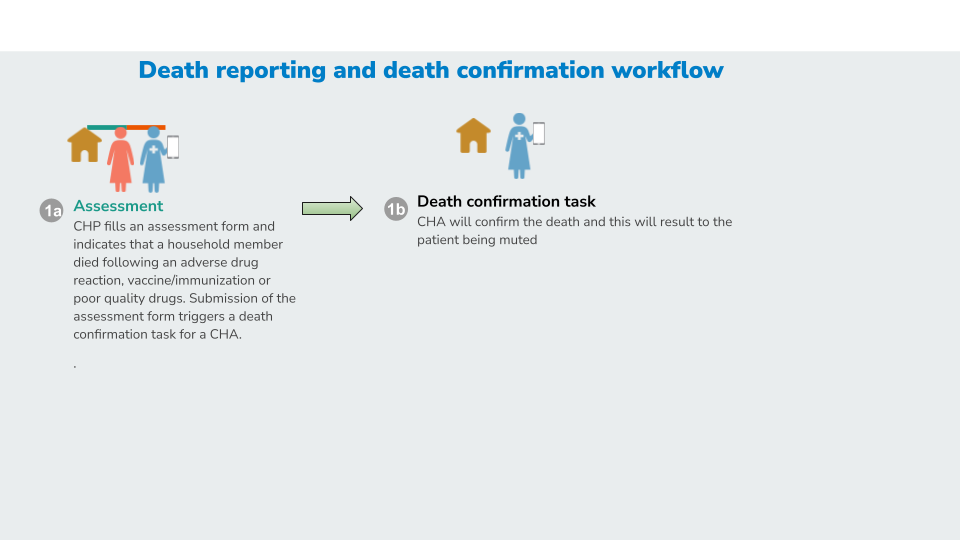 Death reporting and death confirmation workflow
1a
Assessment
CHP fills an assessment form and
indicates that a household member
died following an adverse drug
reaction, vaccine/immunization or
poor quality drugs. Submission of the
assessment form triggers a death
confirmation task for a CHA.
.
1b
Death confirmation task
CHA will confirm the death and this will result to the
patient being muted